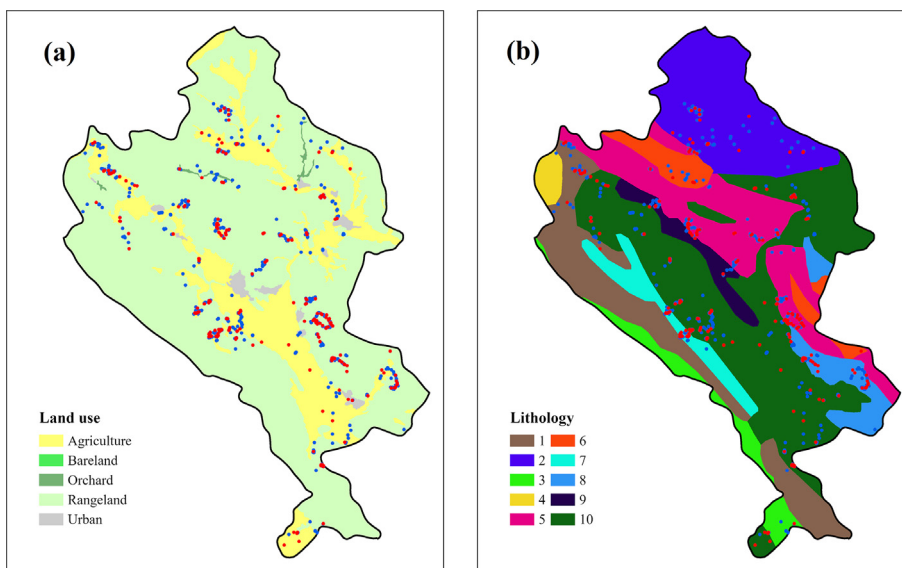 (a)
Land use
Agriculture
Bareland
Orchard
Rangeland
Urban
(b)
Lithology
1 6
2 7
3 8
4 9
5 10